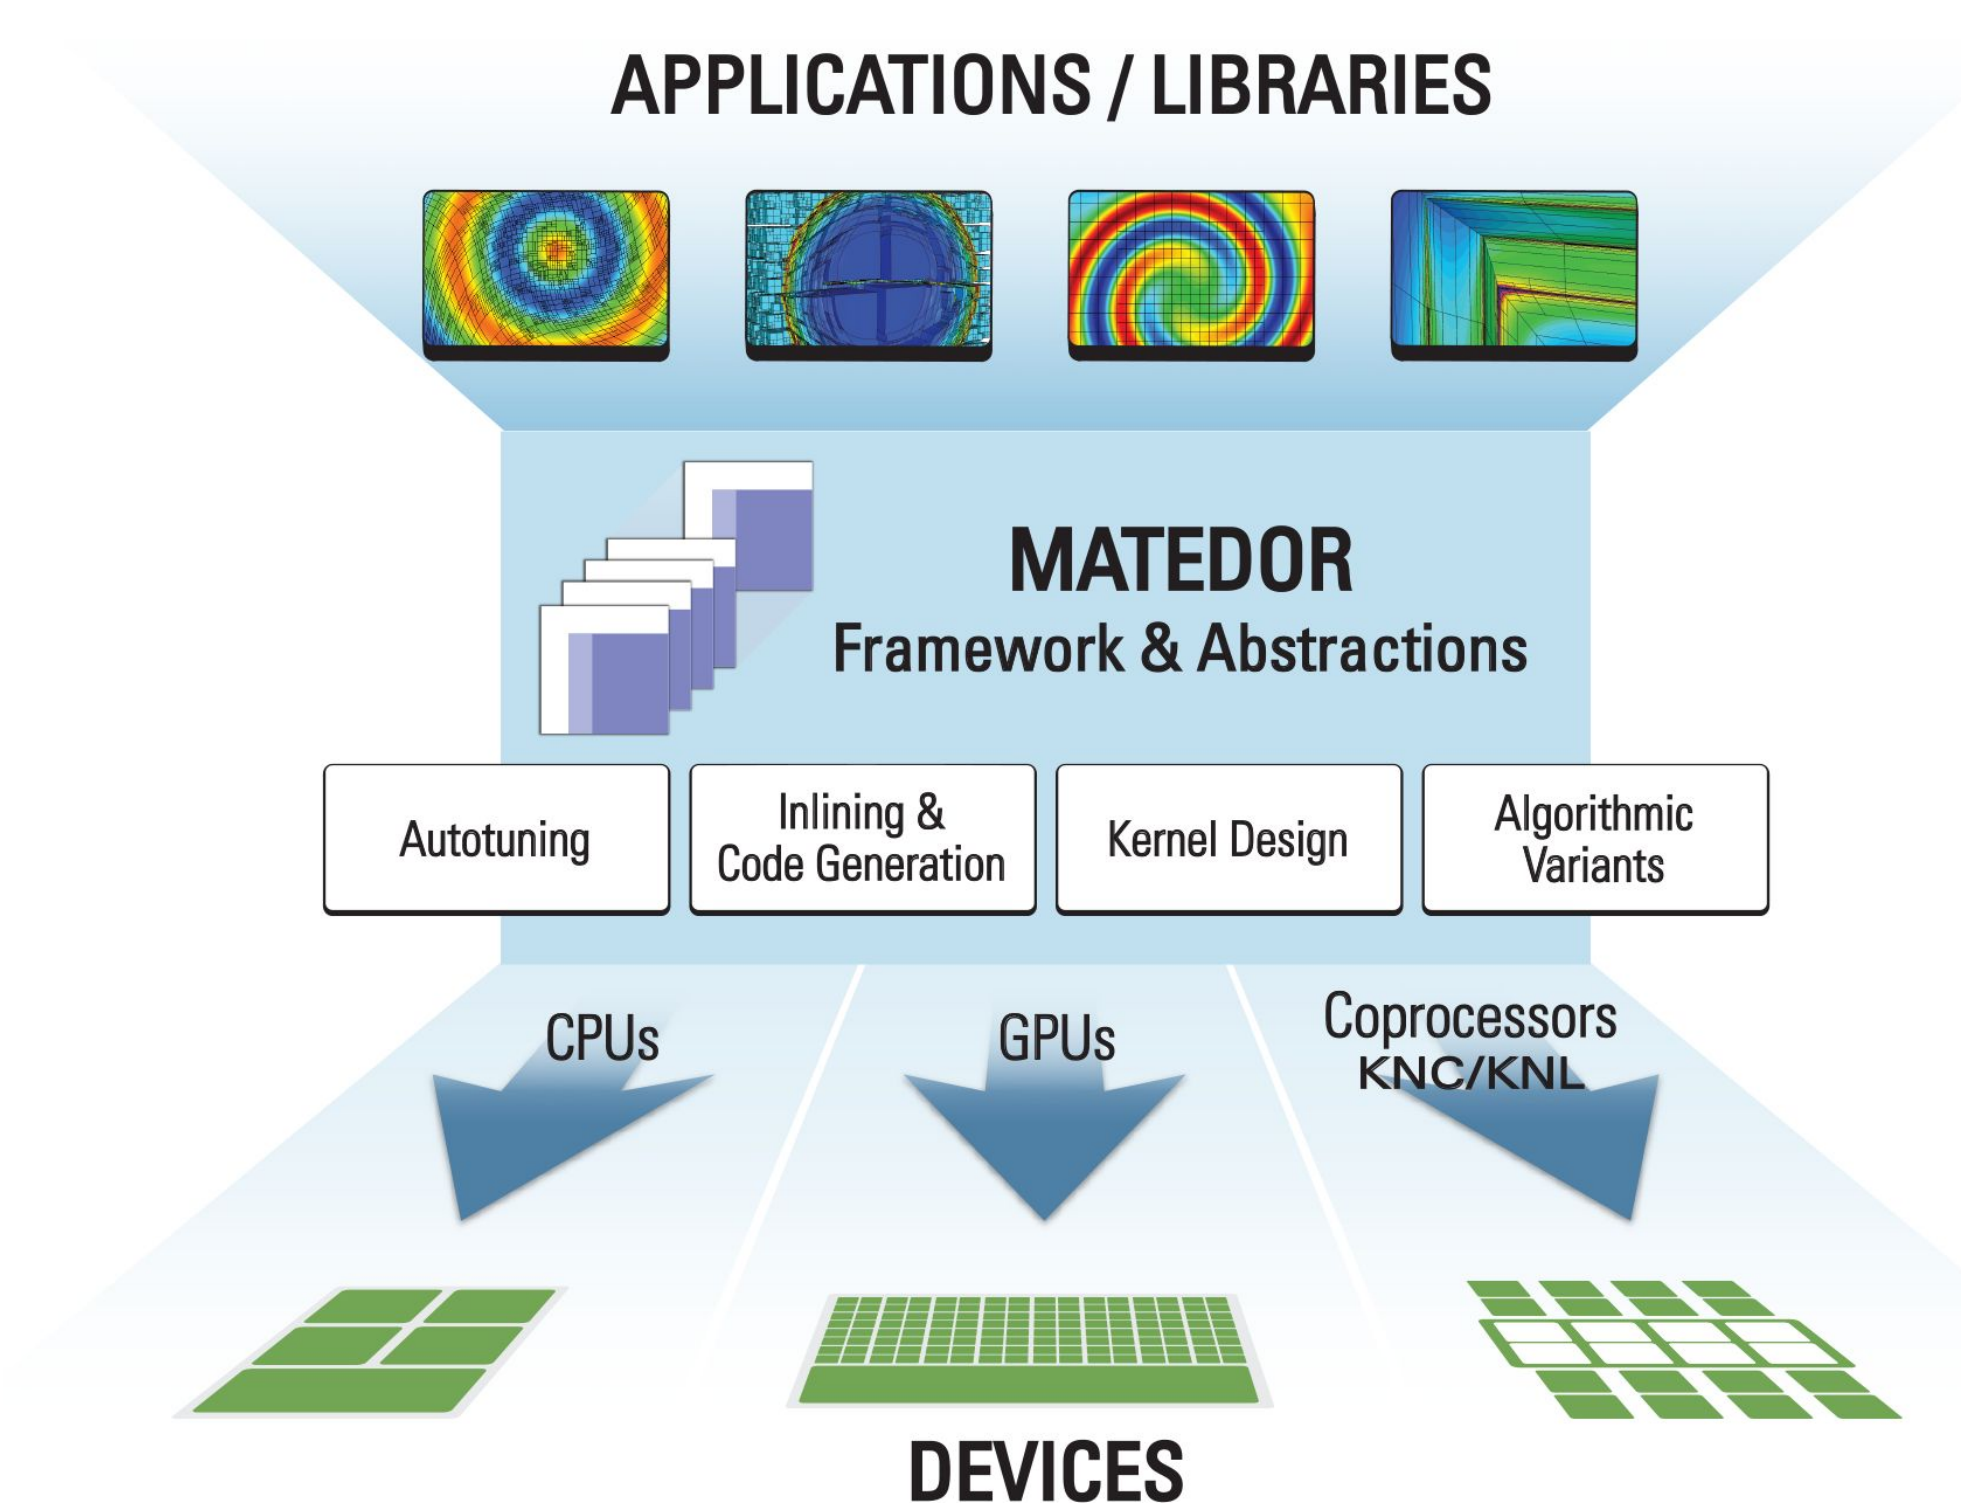 APPLICATIONS / LIBRARIES
MATEDOR
Framework & Abstractions
Autotuning
Inlining &
Code Generation
Kernel Design
Algorithmic
Variants
CPUs
GPUs
Coprocessors
KNC/KNL
DEVICES